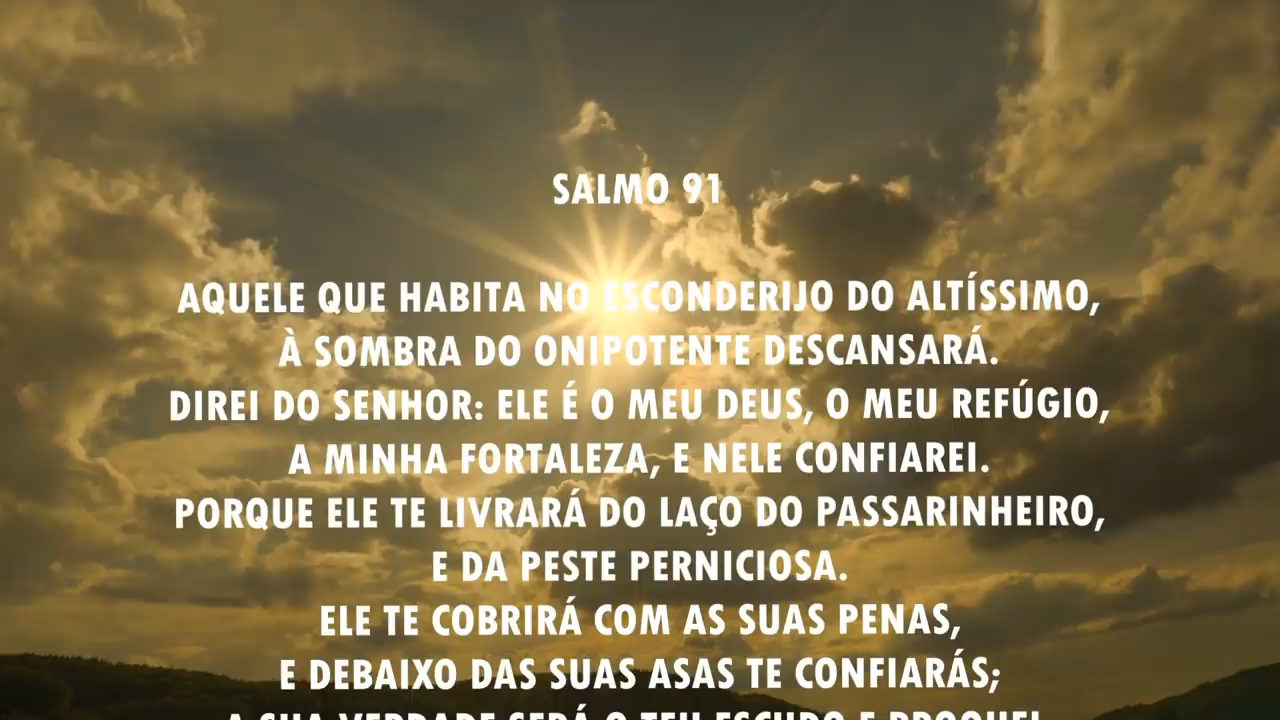 SALMO 91
AQUELE QUE HABITA NO ESCONDERIJO DO ALTÍSSIMO,
À SOMBRA DO ONIPOTENTE DESCANSARÁ.
DIREI DO SENHOR: ELE É O MEU DEUS, O MEU REFÚGIO,
A MINHA FORTALEZA, E NELE CONFIAREI.
PORQUE ELE TE LIVRARÁ DO LAÇO DO PASSARINHEIRO,
E DA PESTE PERNICIOSA.
ELE TE COBRIRÁ COM AS SUAS PENAS,
E DEBAIXO DAS SUAS ASAS TE CONFIARÁS;
A SUA VERDADE SERÁ O TEU ESCUDO E BROQUEL